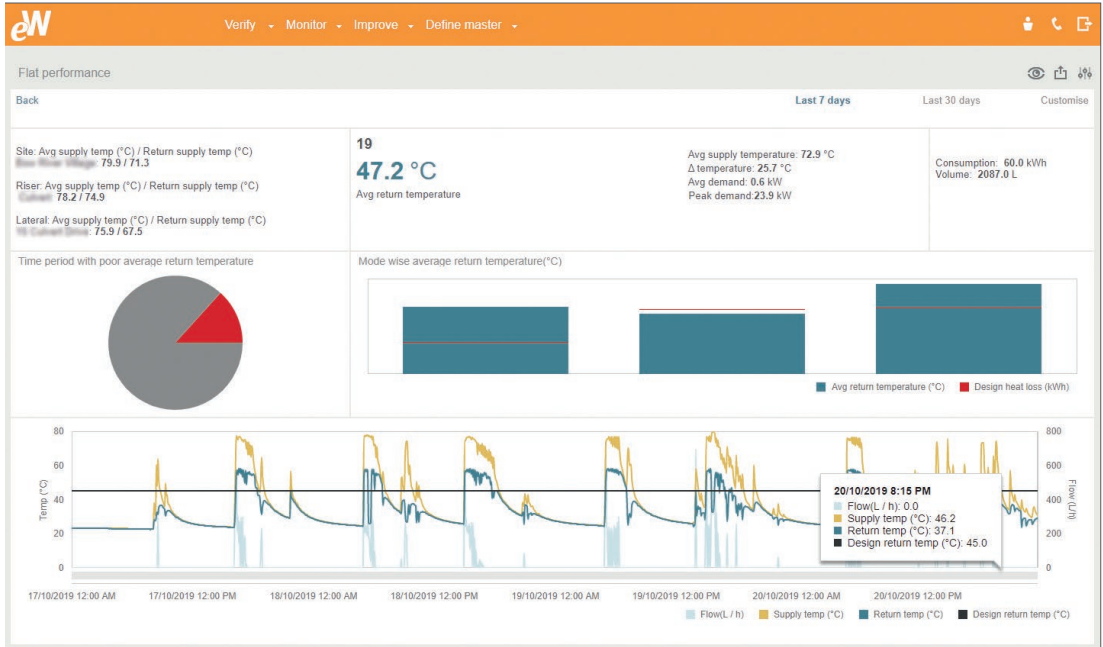 eW
Verify Monitor Improve Define master
Flat performance
Back
Last 7 days Last 30 days Customise
Site: Avg supply temp (°C) / Return supply temp (°C)
79.9 / 71.3
Riser: Avg supply temp (°C) / Return supply temp (°C)
78.2 / 74.9
Lateral: Avg supply temp (°C) / Return supply temp (°C)
: 75.9 / 67.5
19
47.2 °C
Avg return temperature
Avg supply temperature: 72.9 °C
Δ temperature: 25.7 °C
Avg demand: 0.6 kW
Peak demand:23.9 kW
Consumption: 60.0 kWh
Volume: 2087.0 L
Time period with poor average return temperature
Mode wise average return temperature(°C)
Avg return temperature (°C) Design heat loss (kWh)
Temp (°C)
80
60
40
20
0
800
600
400
200
0
Flow (L/h)
20/10/2019 8:15 PM
Flow(L / h): 0.0
Supply temp (°C): 46.2
Return temp (°C): 37.1
Design return temp (°C): 45.0
17/10/2019 12:00 AM 17/10/2019 12:00 PM 18/10/2019 12:00 AM 18/10/2019 12:00 PM 19/10/2019 12:00 AM 19/10/2019 12:00 PM 20/10/2019 12:00 AM 20/10/2019 12:00 PM
Flow(L / h) Supply temp (°C) Return temp (°C) Design return temp (°C)